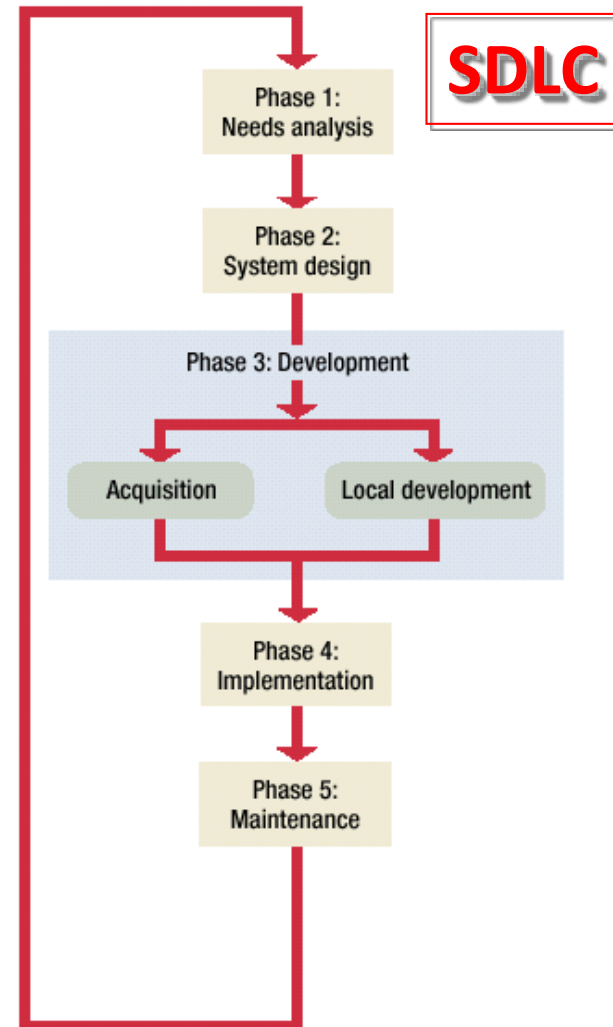 SDLC
Phase 1:
Needs analysis
Phase 2:
System design
Phase 3: Development
Acquisition
Local development
Phase 4:
Implementation
Phase 5:
Maintenance